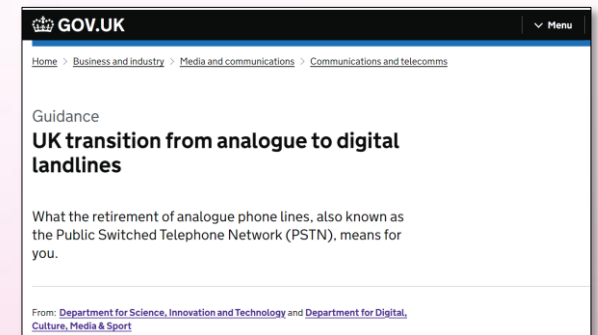 GOV.UK
Menu
Home > Business and industry > Media and communications > Communications and telecomms
Guidance
UK transition from analogue to digital
landlines
What the retirement of analogue phone lines, also known as
the Public Switched Telephone Network (PSTN), means for
you.
From: Department for Science, Innovation and Technology and Department for Digital,
Culture, Media & Sport